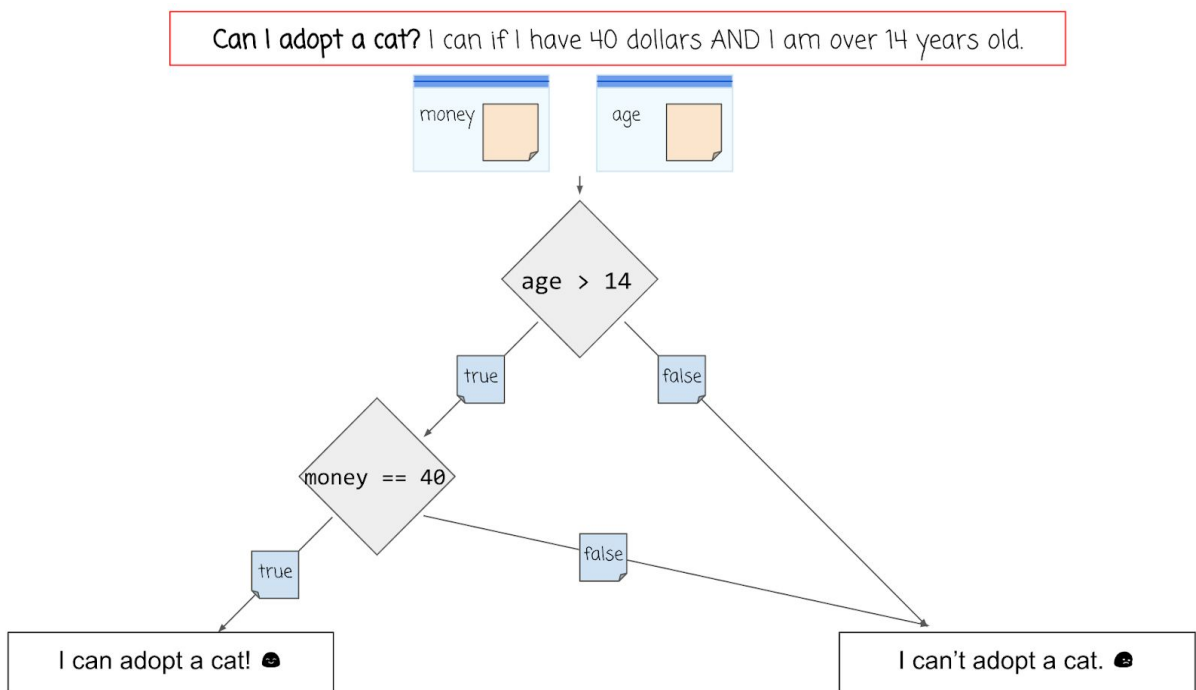 Can I adopt a cat? I can if I have 40 dollars AND I am over 14 years old.
money
age
age > 14
true
false
money == 40
false
true
I can adopt a cat!
I can’t adopt a cat.